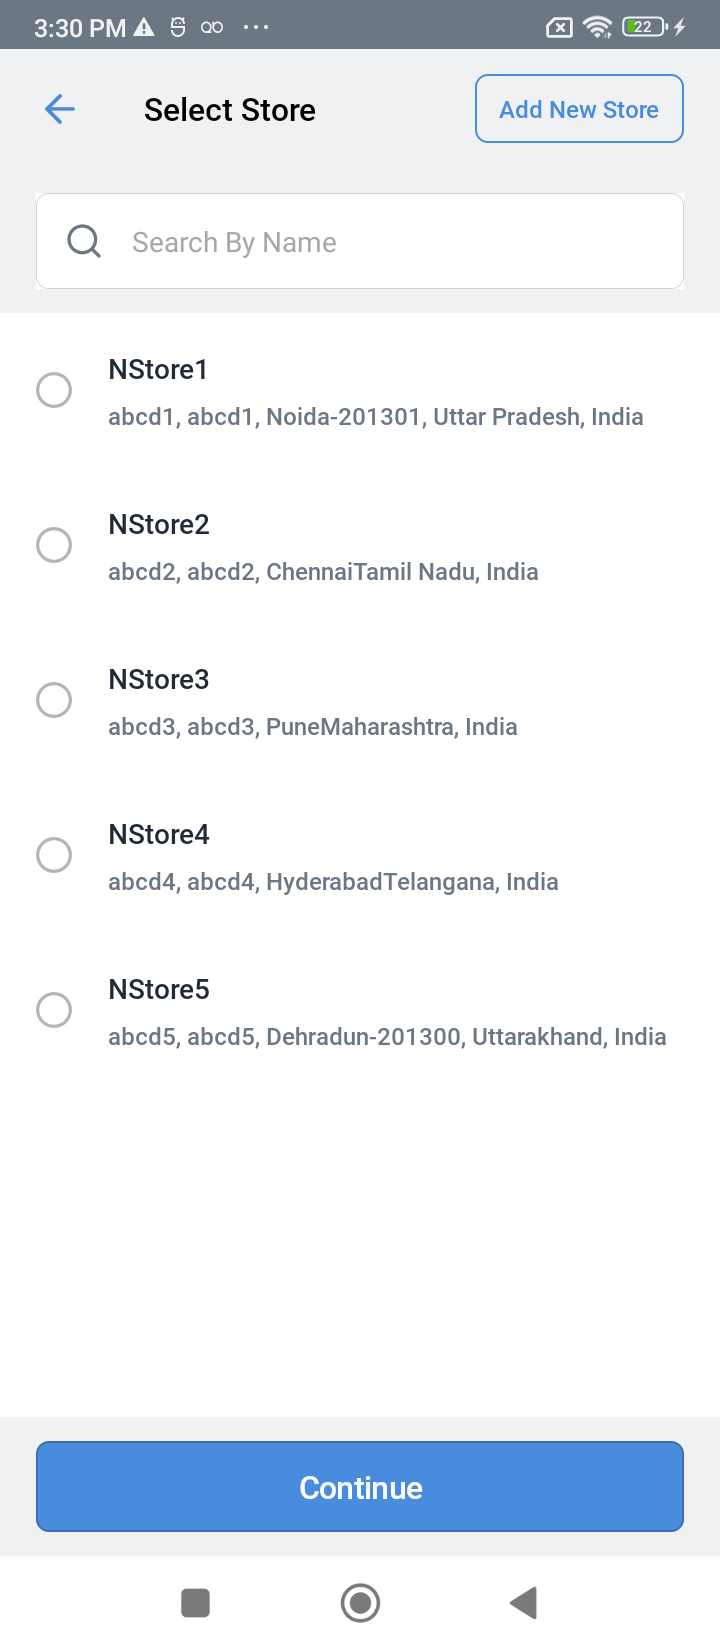 3:30 PM
22
Select Store
Add New Store
Search By Name
NStore1
abcd1, abcd1, Noida-201301, Uttar Pradesh, India
NStore2
abcd2, abcd2, ChennaiTamil Nadu, India
NStore3
abcd3, abcd3, PuneMaharashtra, India
NStore4
abcd4, abcd4, HyderabadTelangana, India
NStore5
abcd5, abcd5, Dehradun-201300, Uttarakhand, India
Continue